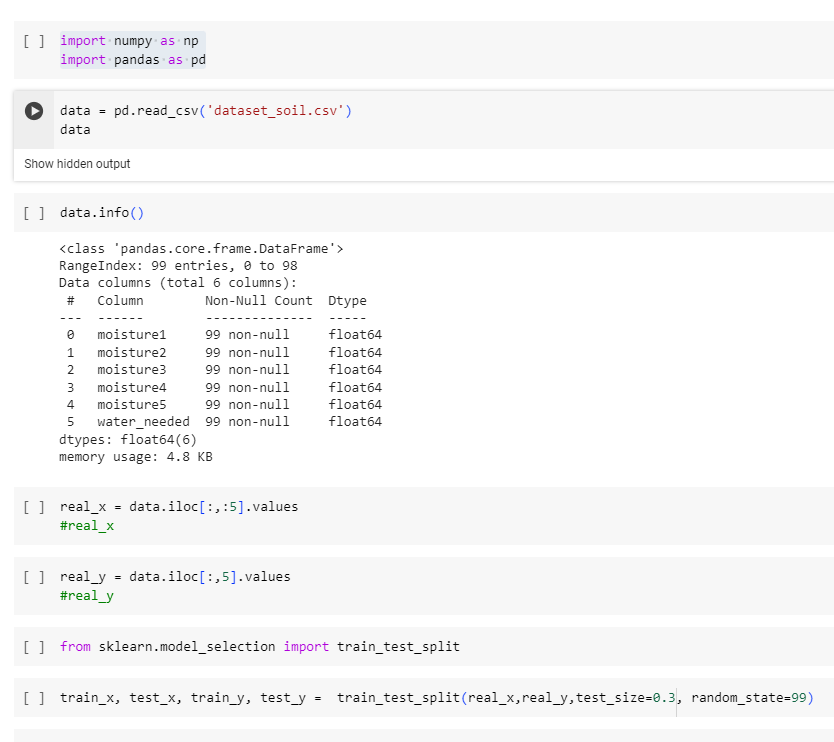 [ ] import numpy as np
import pandas as pd
data = pd.read_csv('dataset_soil.csv')
data
Show hidden output
[ ] data.info()
<class 'pandas.core.frame.DataFrame'>
RangeIndex: 99 entries, 0 to 98
Data columns (total 6 columns):
 #   Column        Non-Null Count  Dtype
---  ------        --------------  -----
 0   moisture1     99 non-null     float64
 1   moisture2     99 non-null     float64
 2   moisture3     99 non-null     float64
 3   moisture4     99 non-null     float64
 4   moisture5     99 non-null     float64
 5   water_needed  99 non-null     float64
dtypes: float64(6)
memory usage: 4.8 KB
[ ] real_x = data.iloc[:,:5].values
#real_x
[ ] real_y = data.iloc[:,5].values
#real_y
[ ] from sklearn.model_selection import train_test_split
[ ] train_x, test_x, train_y, test_y =  train_test_split(real_x,real_y,test_size=0.3, random_state=99)